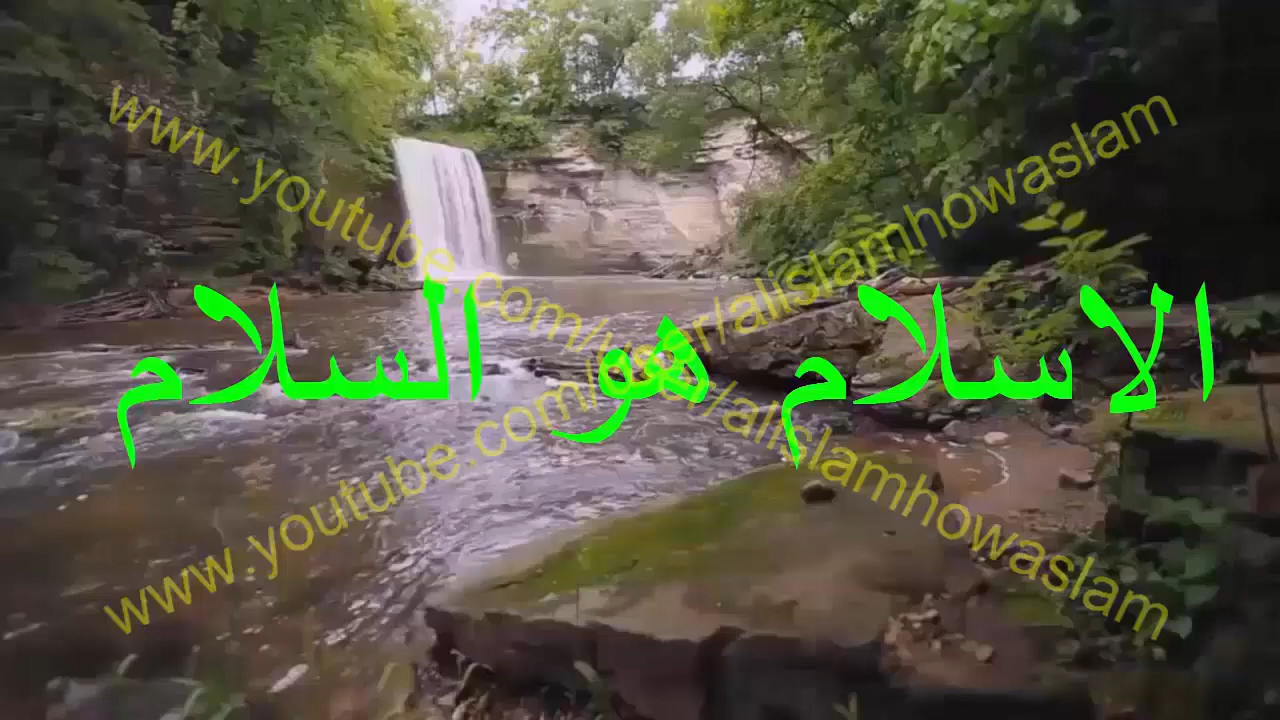 www.youtube.com/user/alislamhowaslam
الاسلام هو السلام
www.youtube.com/user/alislamhowaslam